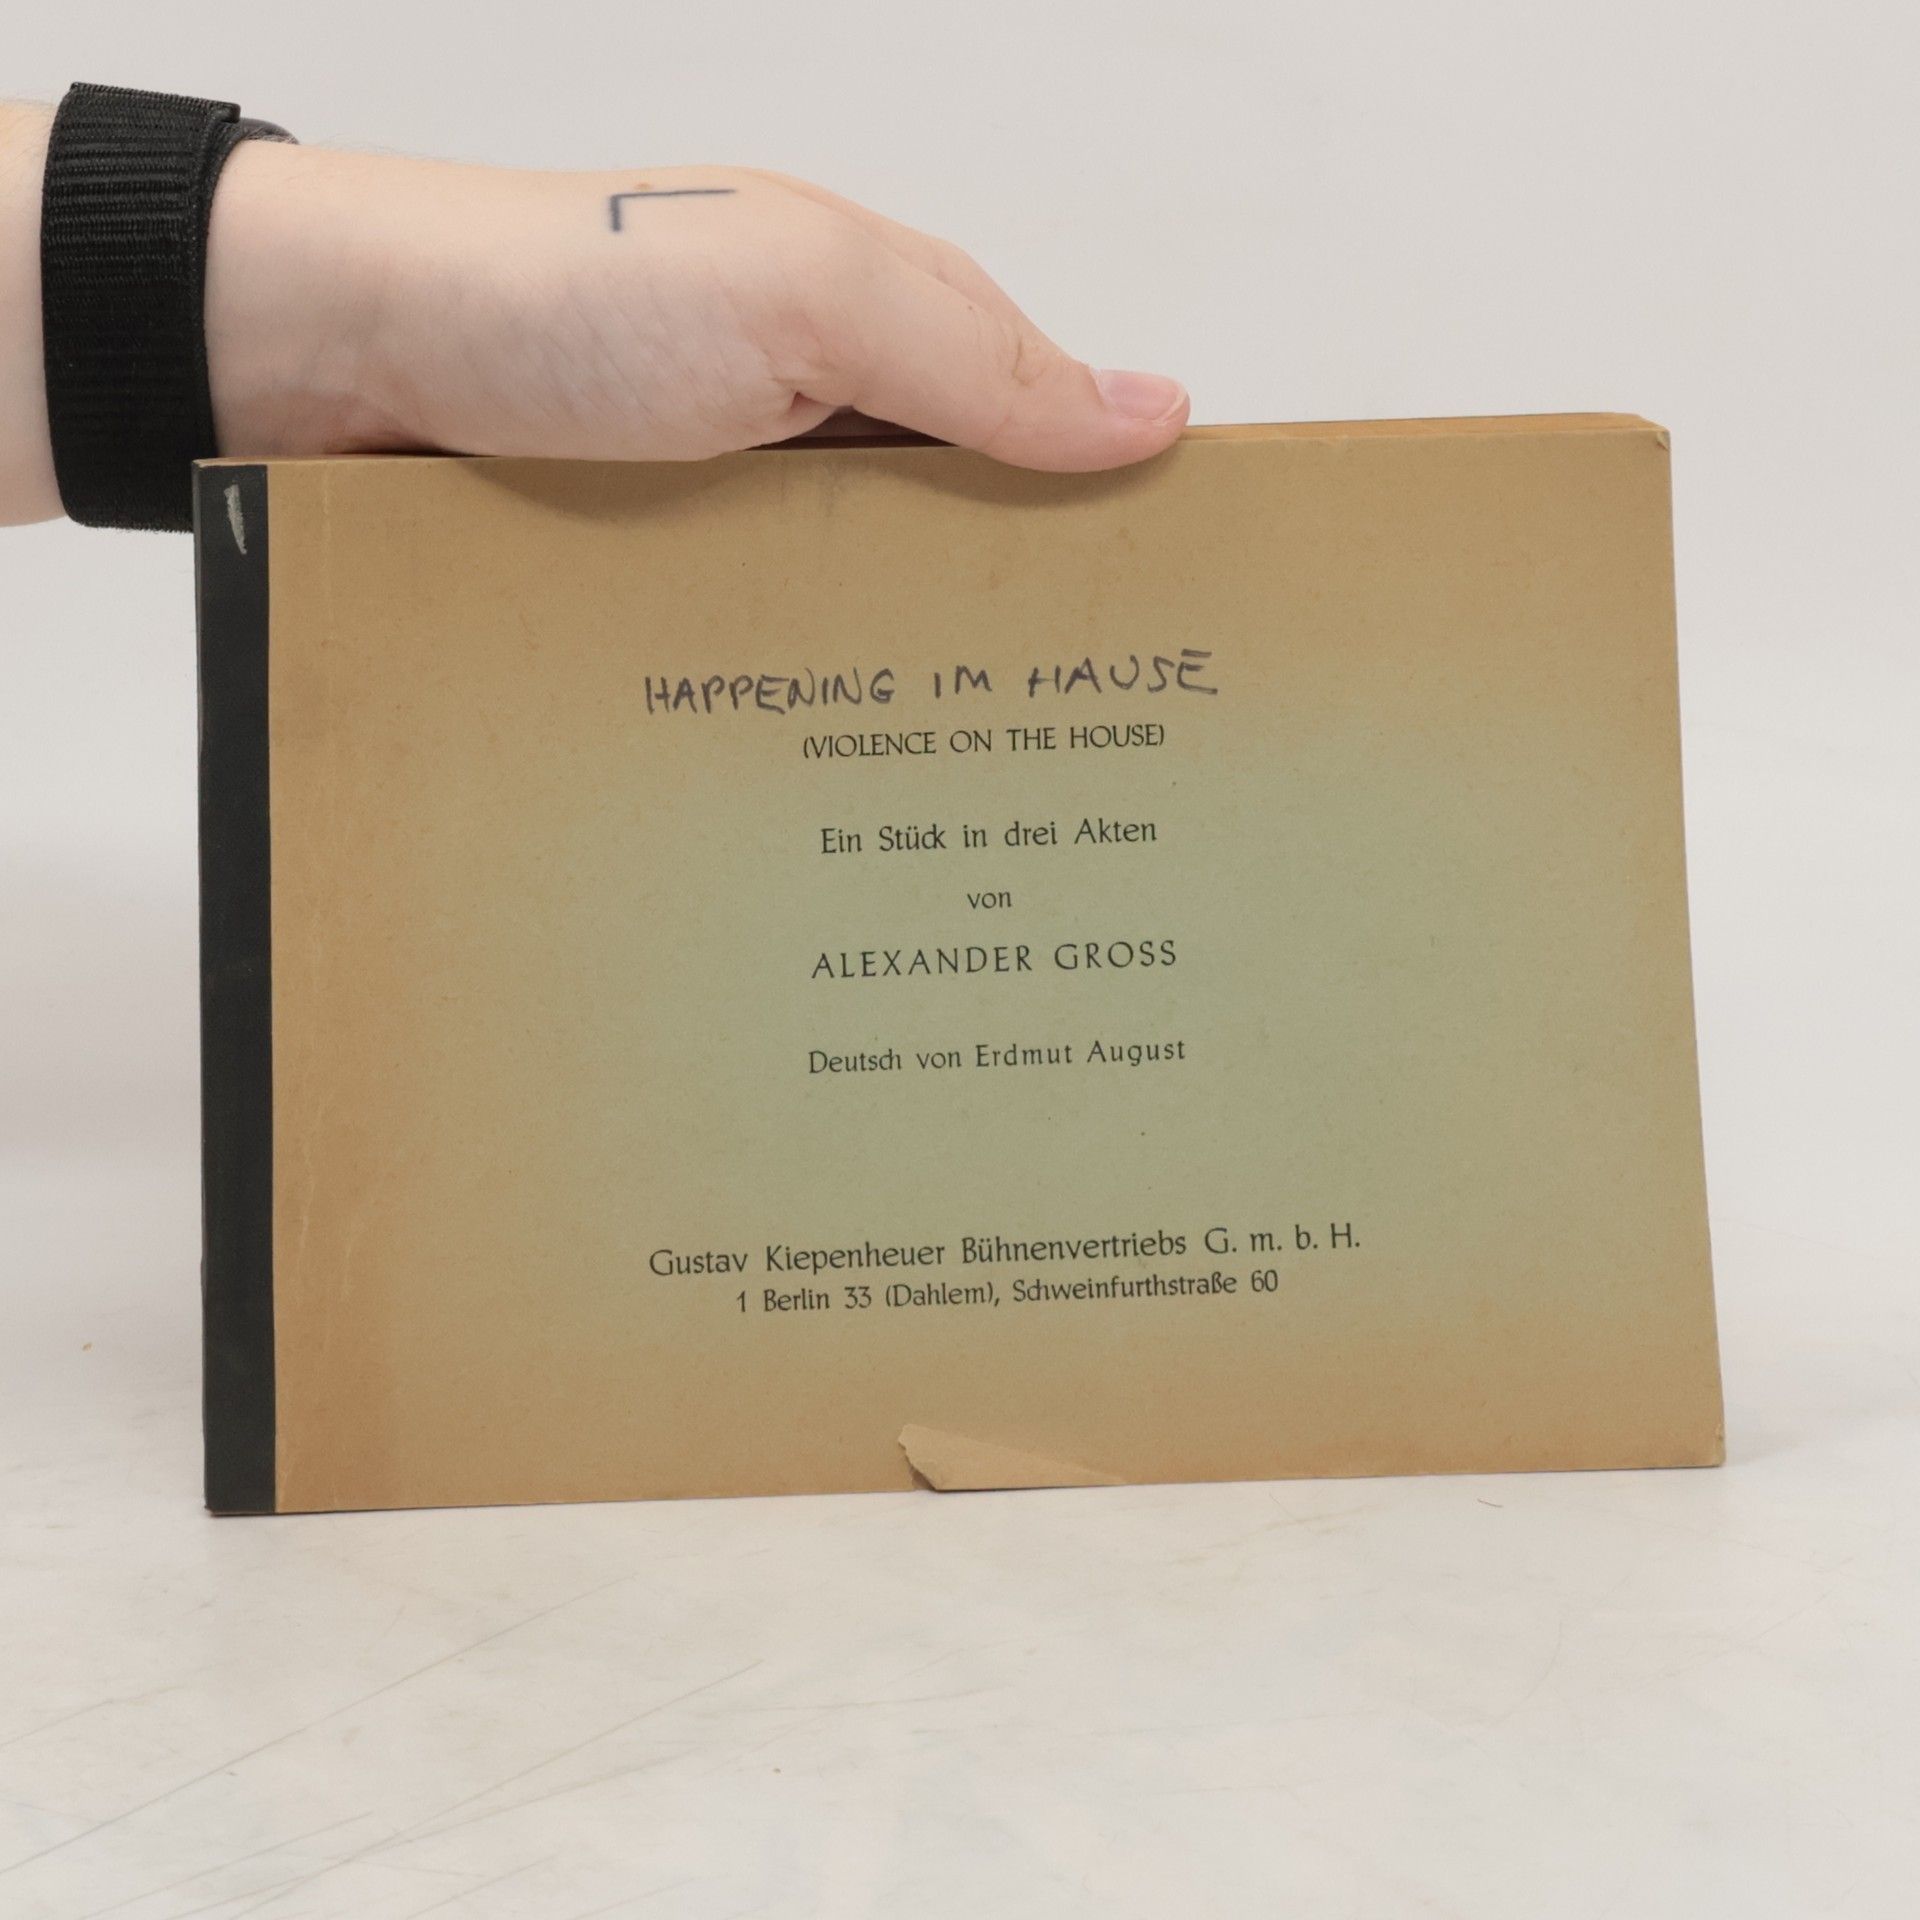 HAPPENING IM HAUSE
(VIOLENCE ON THE HOUSE)
Ein Stück in drei Akten
von
ALEXANDER GROSS
Deutsch von Erdmut August
Gustav Kiepenheuer Bühnenvertriebs G. m. b. H.
1 Berlin 33 (Dahlem), Schweinfurthstraße 60